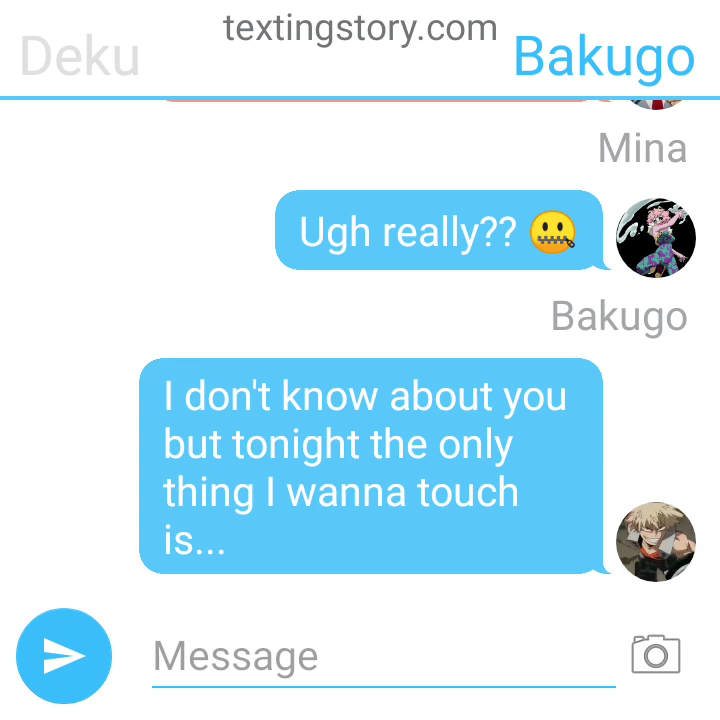 textingstory.com
Deku
Bakugo
Mina
Ugh really?? 🤐
Bakugo
I don't know about you
but tonight the only
thing I wanna touch
is...
Message